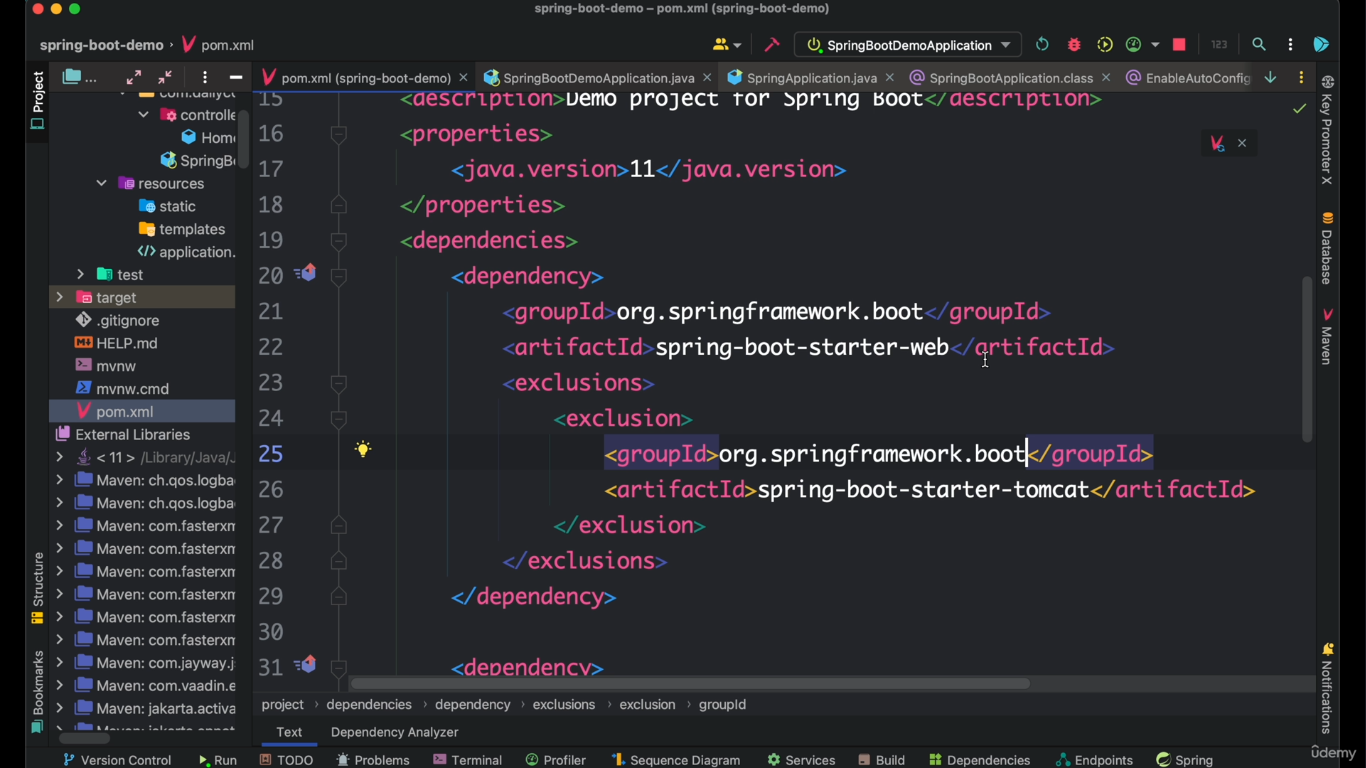 spring-boot-demo – pom.xml (spring-boot-demo)
spring-boot-demo › pom.xml
SpringBootDemoApplication
123
Project
...
pom.xml (spring-boot-demo)
SpringBootDemoApplication.java
SpringApplication.java
SpringBootApplication.class
EnableAutoConfig
controlle
Home
SpringBo
resources
static
templates
application.
test
target
.gitignore
HELP.md
mvnw
mvnw.cmd
pom.xml
External Libraries
< 11 > /Library/Java/J
Maven: ch.qos.logba
Maven: ch.qos.logba
Maven: com.fasterxm
Maven: com.fasterxm
Maven: com.fasterxm
Maven: com.fasterxm
Maven: com.fasterxm
Maven: com.fasterxm
Maven: com.jayway.j
Maven: com.vaadin.e
Maven: jakarta.activa
15 <description>Demo project for Spring Boot</description>
16 <properties>
17 <java.version>11</java.version>
18 </properties>
19 <dependencies>
20 <dependency>
21 <groupId>org.springframework.boot</groupId>
22 <artifactId>spring-boot-starter-web</artifactId>
23 <exclusions>
24 <exclusion>
25 <groupId>org.springframework.boot</groupId>
26 <artifactId>spring-boot-starter-tomcat</artifactId>
27 </exclusion>
28 </exclusions>
29 </dependency>
30
31 <dependency>
Key Promoter X
Database
Maven
Notifications
Structure
Bookmarks
project › dependencies › dependency › exclusions › exclusion › groupId
Text Dependency Analyzer
Version Control Run TODO Problems Terminal Profiler Sequence Diagram Services Build Dependencies Endpoints Spring
udemy